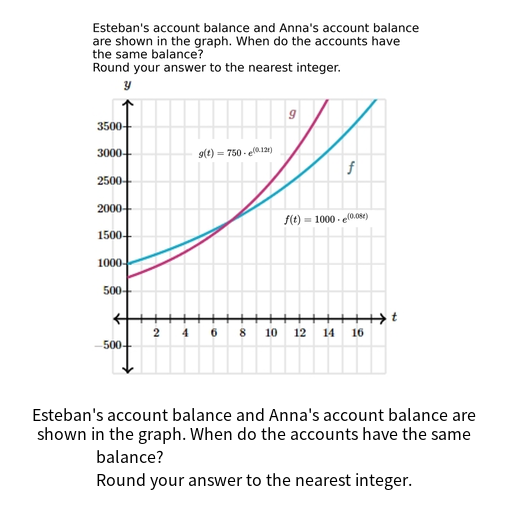 Esteban's account balance and Anna's account balance
are shown in the graph. When do the accounts have
the same balance?
Round your answer to the nearest integer.
y
3500
g
3000
g(t) = 750 · e^(0.12t)
2500
f
2000
f(t) = 1000 · e^(0.08t)
1500
1000
500
t
2 4 6 8 10 12 14 16
-500
Esteban's account balance and Anna's account balance are
shown in the graph. When do the accounts have the same
balance?
Round your answer to the nearest integer.